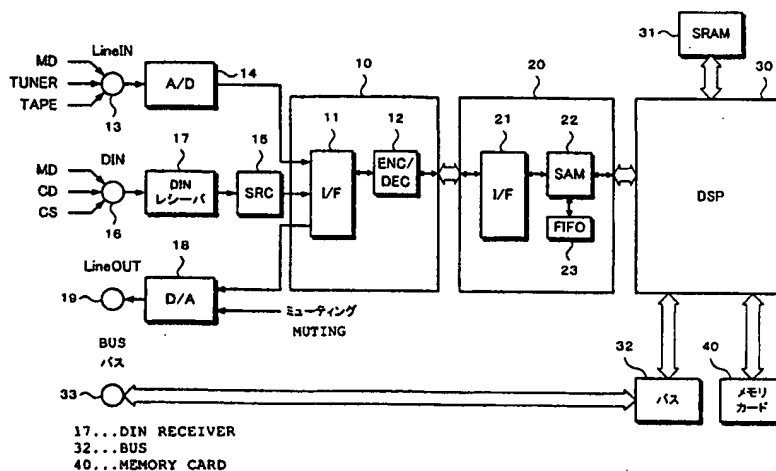 31
SRAM
30
LineIN
MD
TUNER
TAPE
13
A/D
14
10
20
11
12
21
22
I/F
ENC/
DEC
I/F
SAM
FIFO
23
DSP
DIN
MD
CD
CS
16
17
DIN
レシーバ
15
SRC
18
LineOUT
19
D/A
ミューティング
MUTING
BUS
バス
33
32
バス
40
メモリ
カード
17...DIN RECEIVER
32...BUS
40...MEMORY CARD